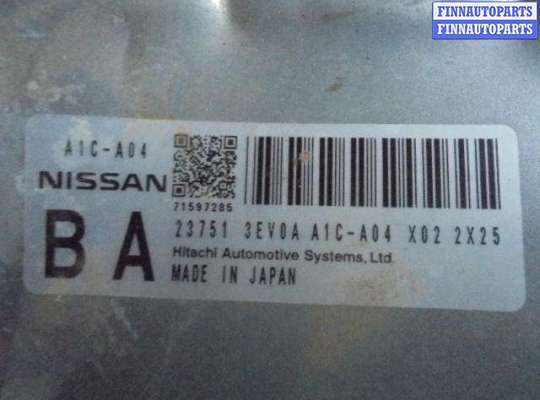 FINNAUTOPARTS
FINNAUTOPARTS
A1C-A04
NISSAN
71597285
BA
23751 3EV0A A1C-A04 X02 2X25
Hitachi Automotive Systems, Ltd.
MADE IN JAPAN